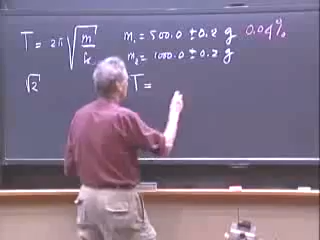 T = 2π √m/k m₁ = 500.0 ± 0.2 g 0.04%
m₂ = 1000.0 ± 0.2 g
√2 T =